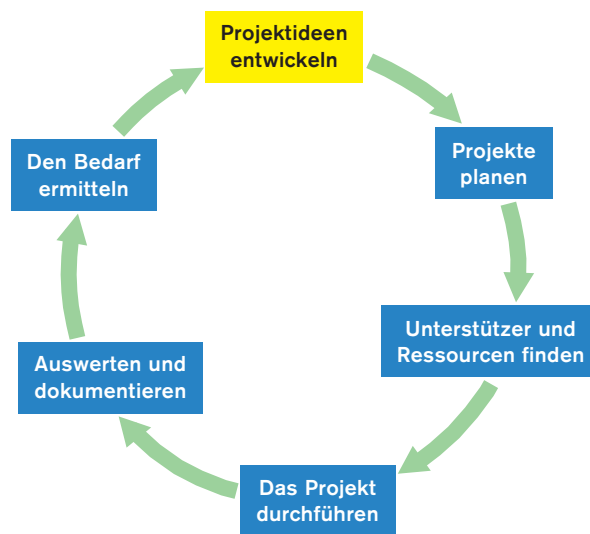 Projektideen
entwickeln
Projekte
planen
Unterstützer und
Ressourcen finden
Das Projekt
durchführen
Auswerten und
dokumentieren
Den Bedarf
ermitteln